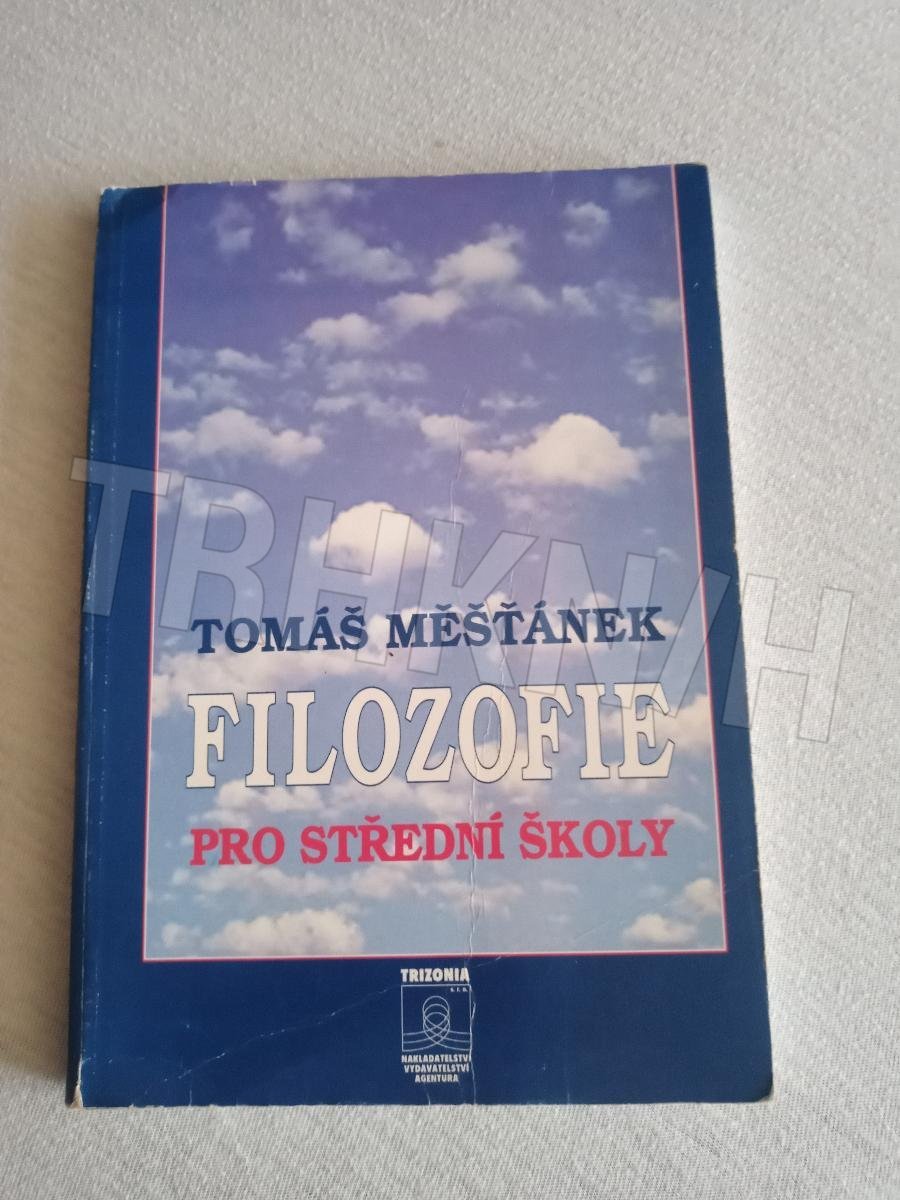 TOMÁŠ MĚŠŤÁNEK
FILOZOFIE
PRO STŘEDNÍ ŠKOLY
TRIZONIA
s. r. o.
NAKLADATELSTVÍ
VYDAVATELSTVÍ
AGENTURA
TRHKNIH